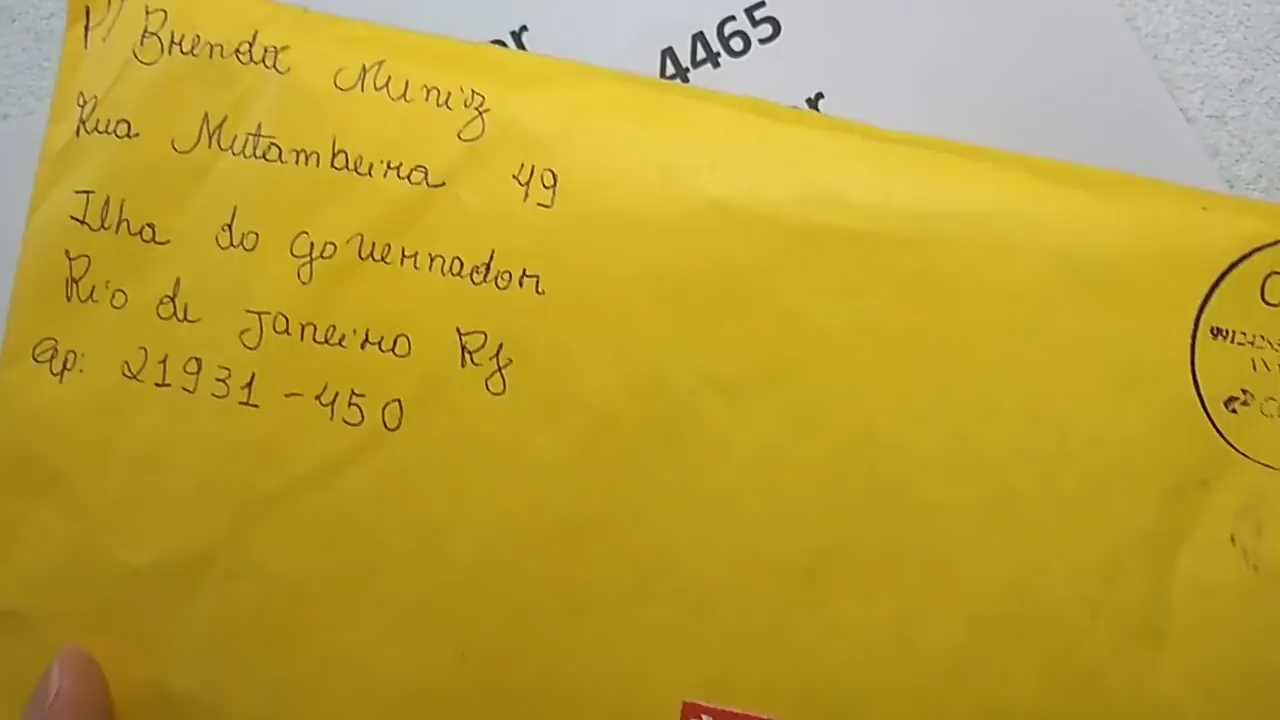 P/ Brenda Muniz
Rua Mutambeira 49
Ilha do governador
Rio de Janeiro RJ
Cep: 21931-450
4465